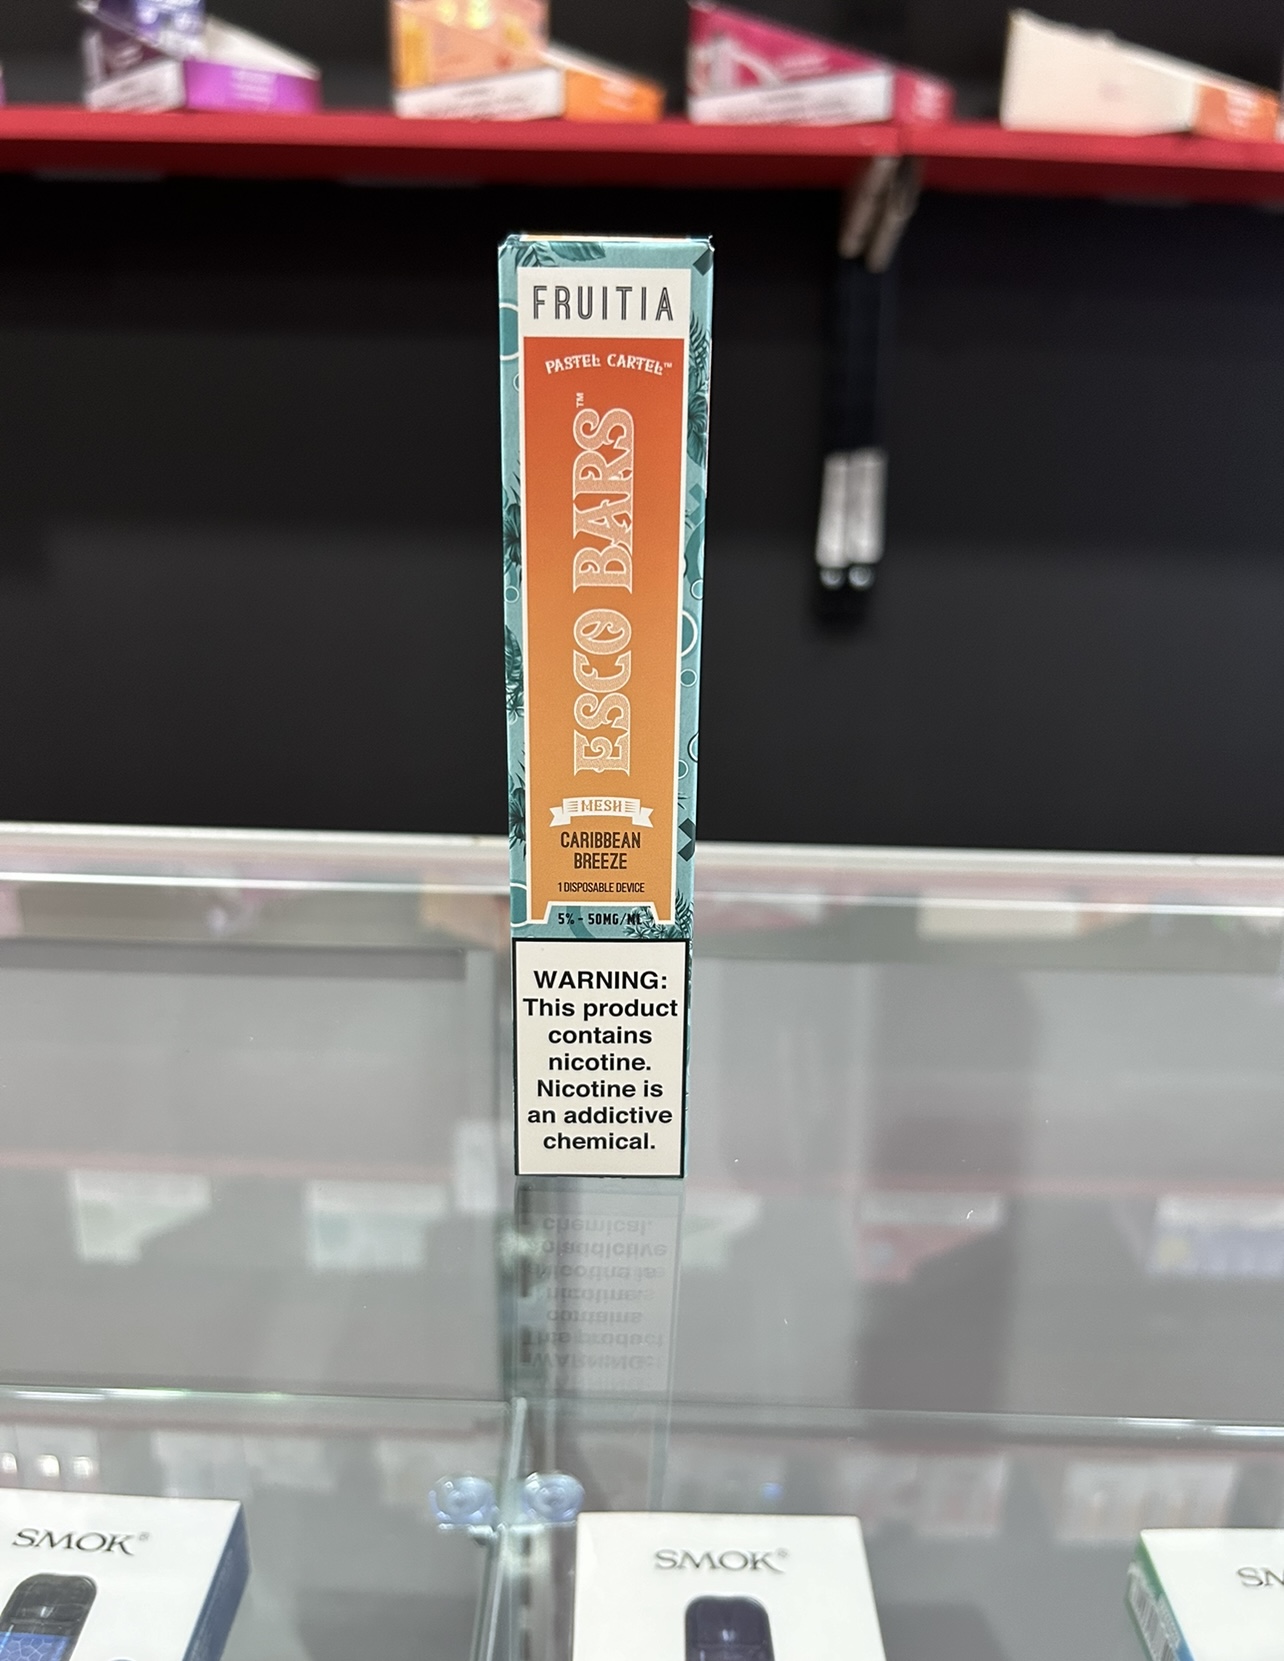 FRUITIA
PASTEL CARTEL™
ESCO BARS™
MESH
CARIBBEAN
BREEZE
1 DISPOSABLE DEVICE
5% - 50MG/ML
WARNING:
This product
contains
nicotine.
Nicotine is
an addictive
chemical.
SMOK®
SMOK®